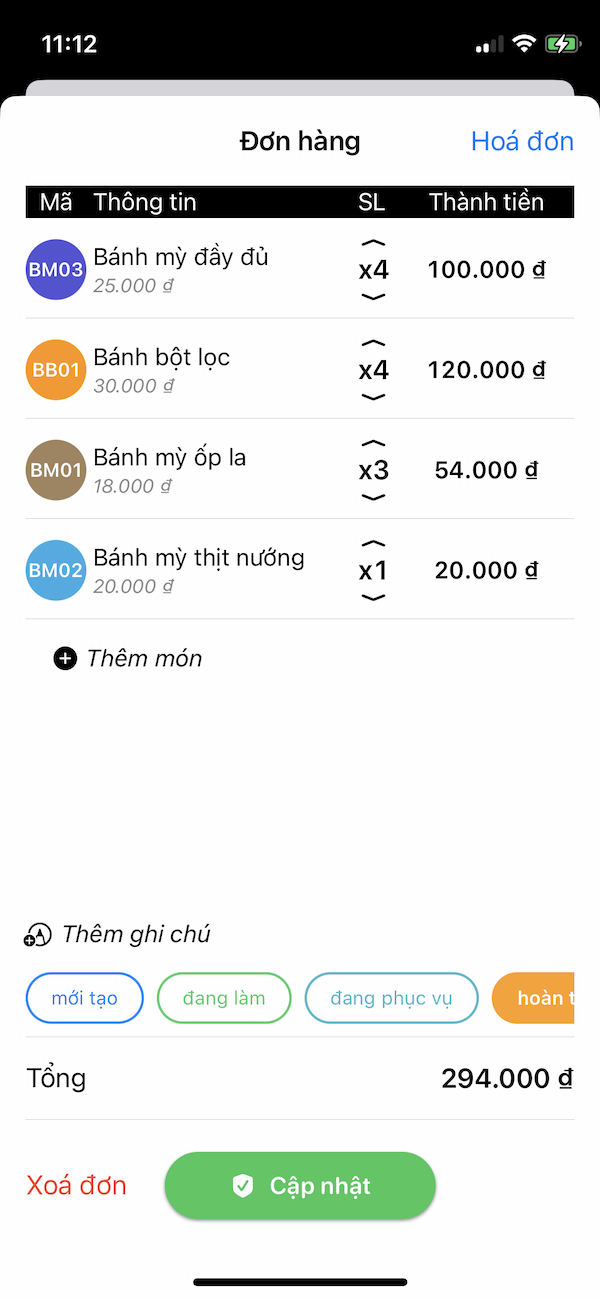 11:12
Đơn hàng
Hoá đơn
Mã Thông tin SL Thành tiền
BM03 Bánh mỳ đầy đủ x4 100.000 ₫
25.000 ₫
BB01 Bánh bột lọc x4 120.000 ₫
30.000 ₫
BM01 Bánh mỳ ốp la x3 54.000 ₫
18.000 ₫
BM02 Bánh mỳ thịt nướng x1 20.000 ₫
20.000 ₫
Thêm món
Thêm ghi chú
mới tạo đang làm đang phục vụ hoàn t
Tổng 294.000 ₫
Xoá đơn Cập nhật